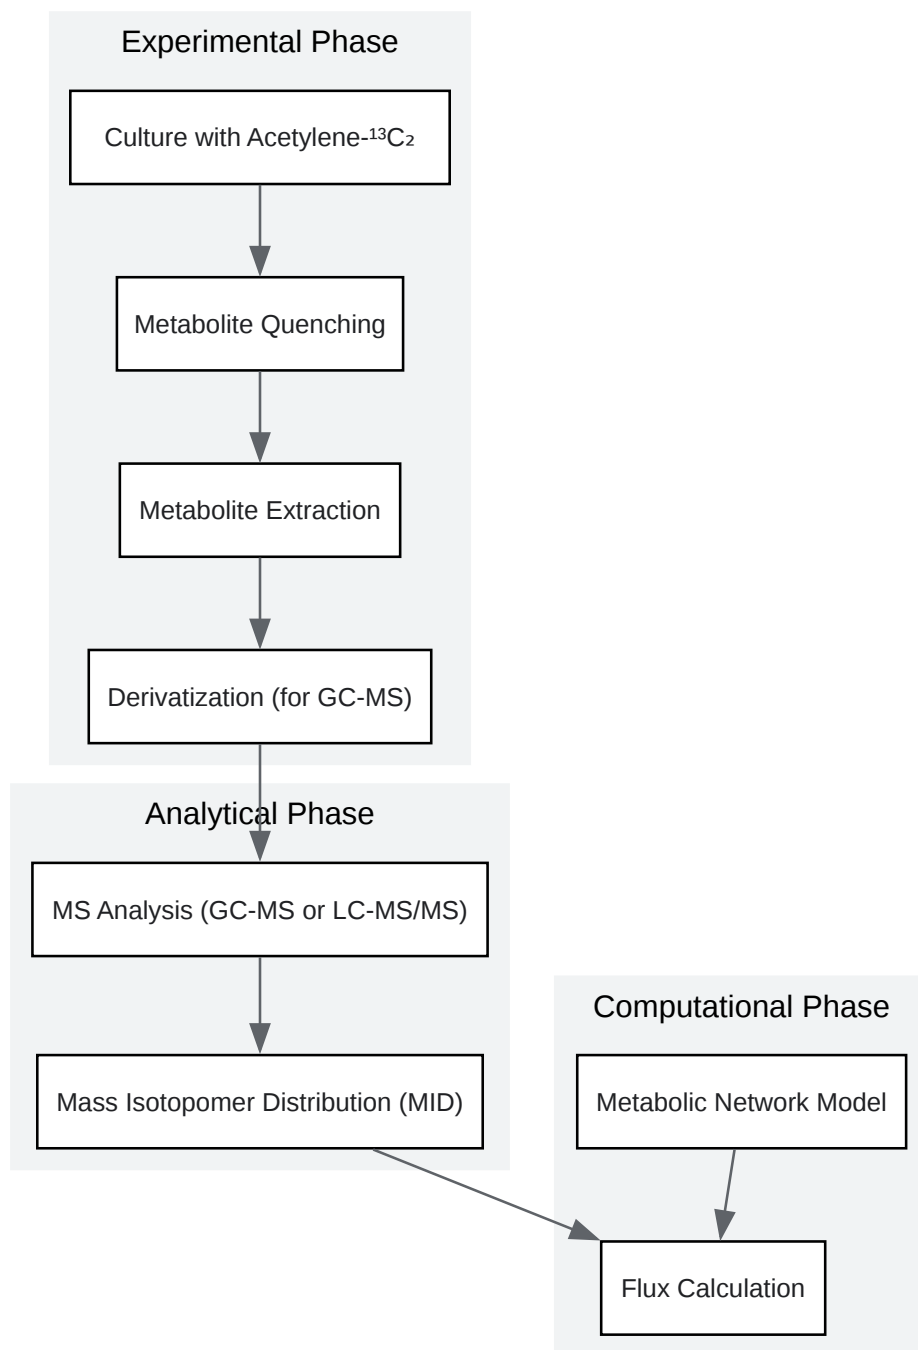 Experimental Phase
Culture with Acetylene-¹³C₂
Metabolite Quenching
Metabolite Extraction
Derivatization (for GC-MS)
Analytical Phase
MS Analysis (GC-MS or LC-MS/MS)
Mass Isotopomer Distribution (MID)
Computational Phase
Metabolic Network Model
Flux Calculation